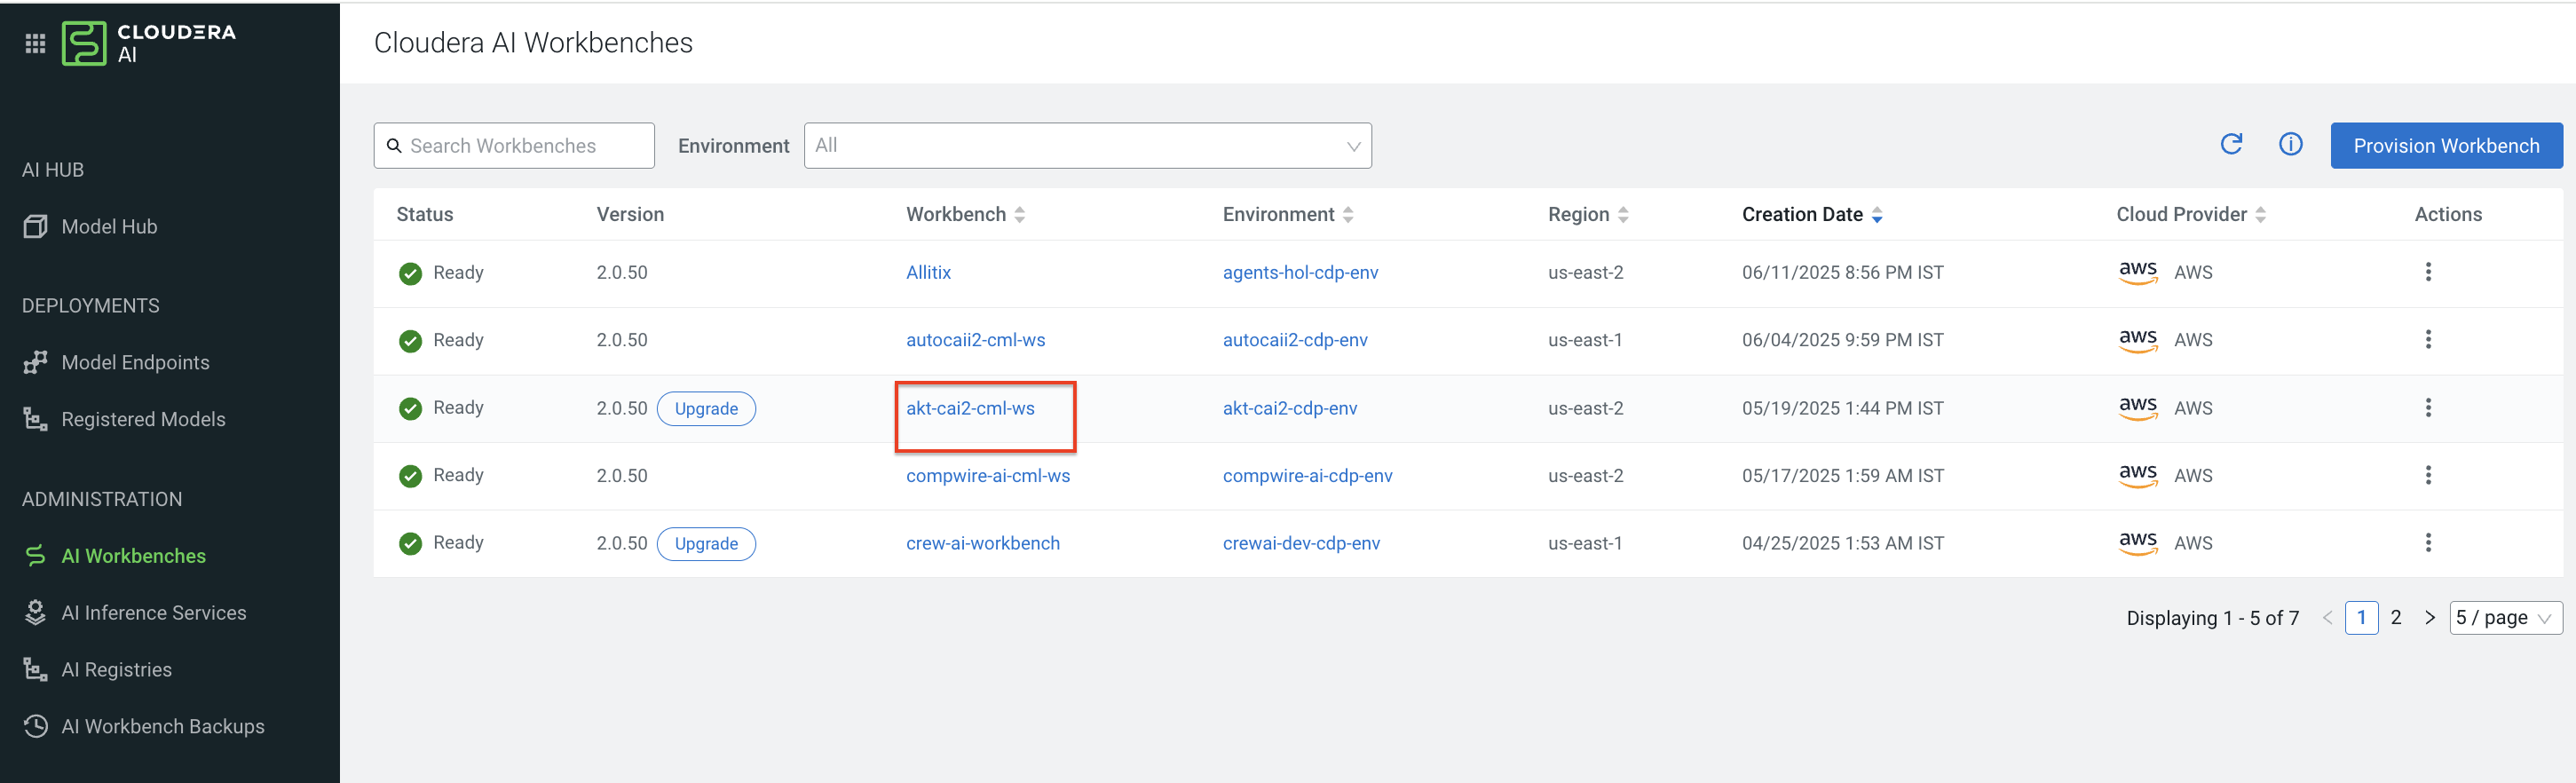 CLOUDERA
AI
Cloudera AI Workbenches
Search Workbenches Environment All Provision Workbench
AI HUB
Model Hub
DEPLOYMENTS
Model Endpoints
Registered Models
ADMINISTRATION
AI Workbenches
AI Inference Services
AI Registries
AI Workbench Backups
Status Version Workbench Environment Region Creation Date Cloud Provider Actions
Ready 2.0.50 Allitix agents-hol-cdp-env us-east-2 06/11/2025 8:56 PM IST aws AWS
Ready 2.0.50 autocaii2-cml-ws autocaii2-cdp-env us-east-1 06/04/2025 9:59 PM IST aws AWS
Ready 2.0.50 Upgrade akt-cai2-cml-ws akt-cai2-cdp-env us-east-2 05/19/2025 1:44 PM IST aws AWS
Ready 2.0.50 compwire-ai-cml-ws compwire-ai-cdp-env us-east-2 05/17/2025 1:59 AM IST aws AWS
Ready 2.0.50 Upgrade crew-ai-workbench crewai-dev-cdp-env us-east-1 04/25/2025 1:53 AM IST aws AWS
Displaying 1 - 5 of 7 < 1 2 > 5 / page